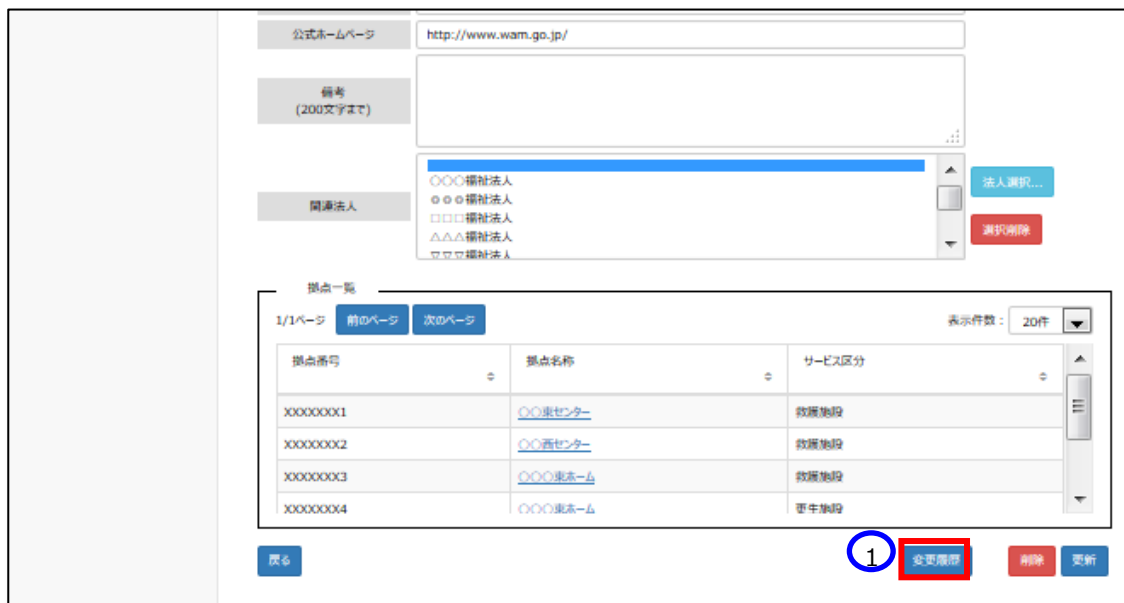 公式ホームページ
http://www.wam.go.jp/
備考
(200文字まで)
関連法人
○○○福祉法人
◎◎◎福祉法人
□□□福祉法人
△△△福祉法人
▽▽▽福祉法人
法人選択...
選択削除
拠点一覧
1/1ページ 前のページ 次のページ 表示件数: 20件
拠点番号 拠点名称 サービス区分
XXXXXXX1 ○○東センター 救護施設
XXXXXXX2 ○○西センター 救護施設
XXXXXXX3 ○○○東ホーム 救護施設
XXXXXXX4 ○○○東ホーム 更生施設
戻る 1 変更履歴 削除 更新